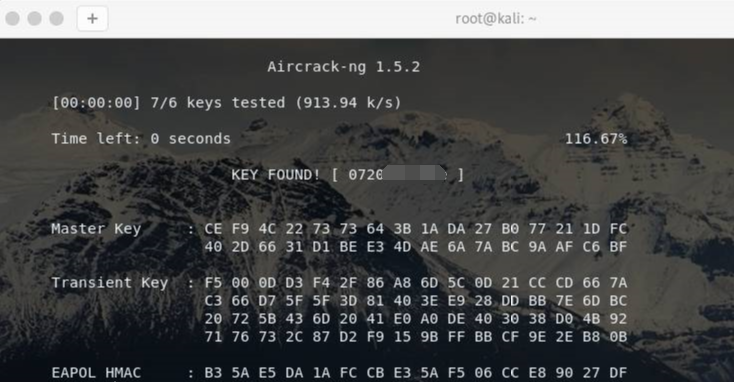 +
root@kali: ~
Aircrack-ng 1.5.2
[00:00:00] 7/6 keys tested (913.94 k/s)
Time left: 0 seconds 116.67%
KEY FOUND! [ 0720 ]
Master Key : CE F9 4C 22 73 73 64 3B 1A DA 27 B0 77 21 1D FC
40 2D 66 31 D1 BE E3 4D AE 6A 7A BC 9A AF C6 BF
Transient Key : F5 00 0D D3 F4 2F 86 A8 6D 5C 0D 21 CC CD 66 7A
C3 66 D7 5F 5F 3D 81 40 3E E9 28 DD BB 7E 6D BC
20 72 5B 43 6D 20 41 E0 A0 DE 40 30 38 D0 4B 92
71 76 73 2C 87 D2 F9 15 9B FF BB CF 9E 2E B8 0B
EAPOL HMAC : B3 5A E5 DA 1A FC CB E3 5A F5 06 CC E8 90 27 DF